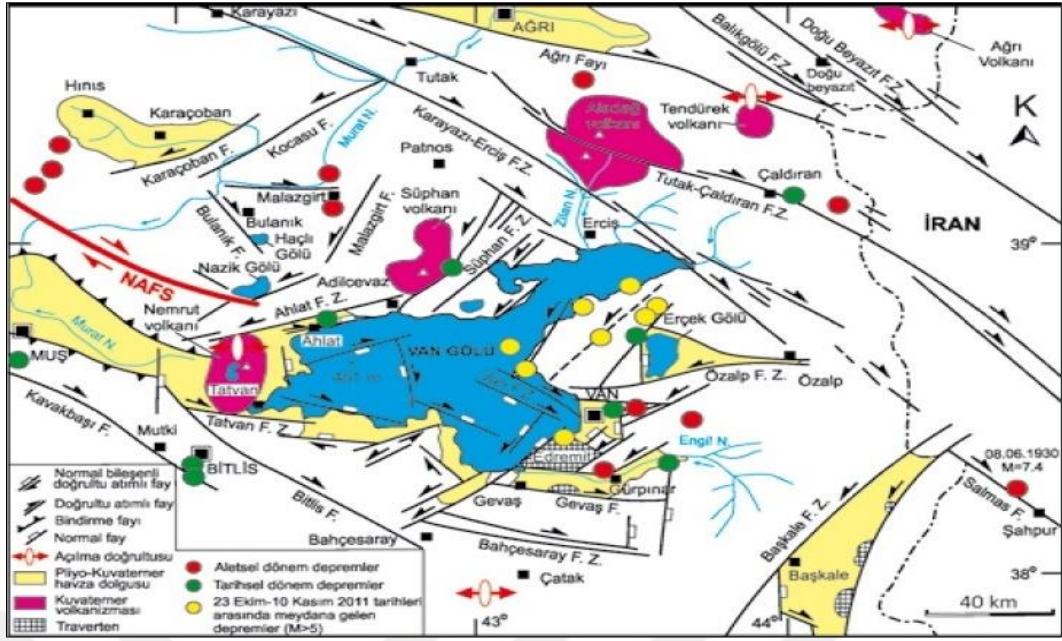 Karayazı
AĞRI
Ağrı Fayı
Tutak
Balıkgölü F.Z.
Doğu Beyazıt F.Z.
Doğu
beyazıt
Ağrı
Volkanı
Hınıs
Karaçoban
Karaçoban F.
Kocasu F.
Murat N.
Karayazı-Erciş F.Z.
Aladağ
volkanı
Tendürek
volkanı
K
Patnos
Malazgirt
Süphan
volkanı
Zilan N.
Tutak-Çaldıran F.Z.
Çaldıran
Bulanık
Bulanık F.
Haçlı
Gölü
Malazgirt F.
Süphan F.Z.
Erciş
İRAN
39°
NAFS
Nazik Gölü
Adilcevaz
Nemrut
volkanı
Ahlat F. Z.
Ahlat
Erçek Gölü
Murat N.
MUŞ
VAN GÖLÜ
Tatvan
Özalp F. Z.
Özalp
VAN
Kavakbaşı F.
Mutki
Tatvan F. Z.
Engil N.
Edremit
BİTLİS
Gevaş
Gürpınar
Gevaş F.
Bitlis F.
Bahçesaray
Bahçesaray F. Z.
Çatak
Başkale F. Z.
Başkale
08.06.1930
M=7.4
Salmas F.
Şahpur
38°
43°
44°
40 km
Normal bileşenli
doğrultu atımlı fay
Doğrultu atımlı fay
Bindirme fayı
Normal fay
Açılma doğrultusu
Pliyo-Kuvaterner
havza dolgusu
Kuvaterner
volkanizması
Traverten
Aletsel dönem depremler
Tarihsel dönem depremler
23 Ekim-10 Kasım 2011 tarihleri
arasında meydana gelen
depremler (M>5)